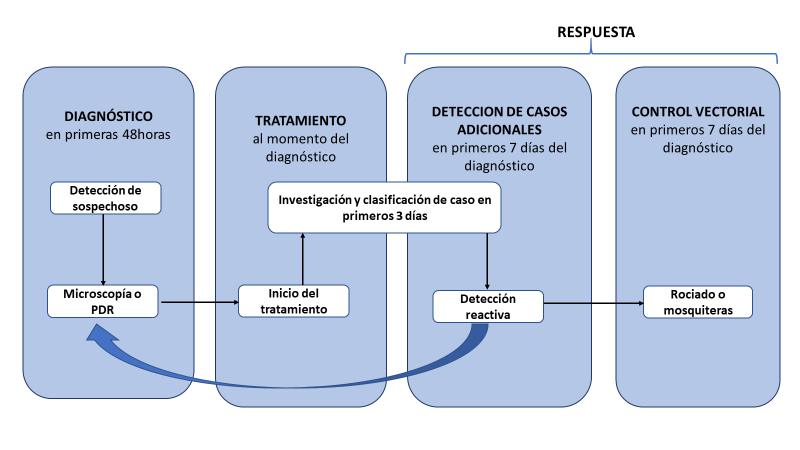 RESPUESTA
DIAGNÓSTICO
en primeras 48horas
Detección de
sospechoso
Microscopía o
PDR
TRATAMIENTO
al momento del
diagnóstico
Investigación y clasificación de caso en
primeros 3 días
Inicio del
tratamiento
DETECCION DE CASOS
ADICIONALES
en primeros 7 días del
diagnóstico
Detección
reactiva
CONTROL VECTORIAL
en primeros 7 días del
diagnóstico
Rociado o
mosquiteras